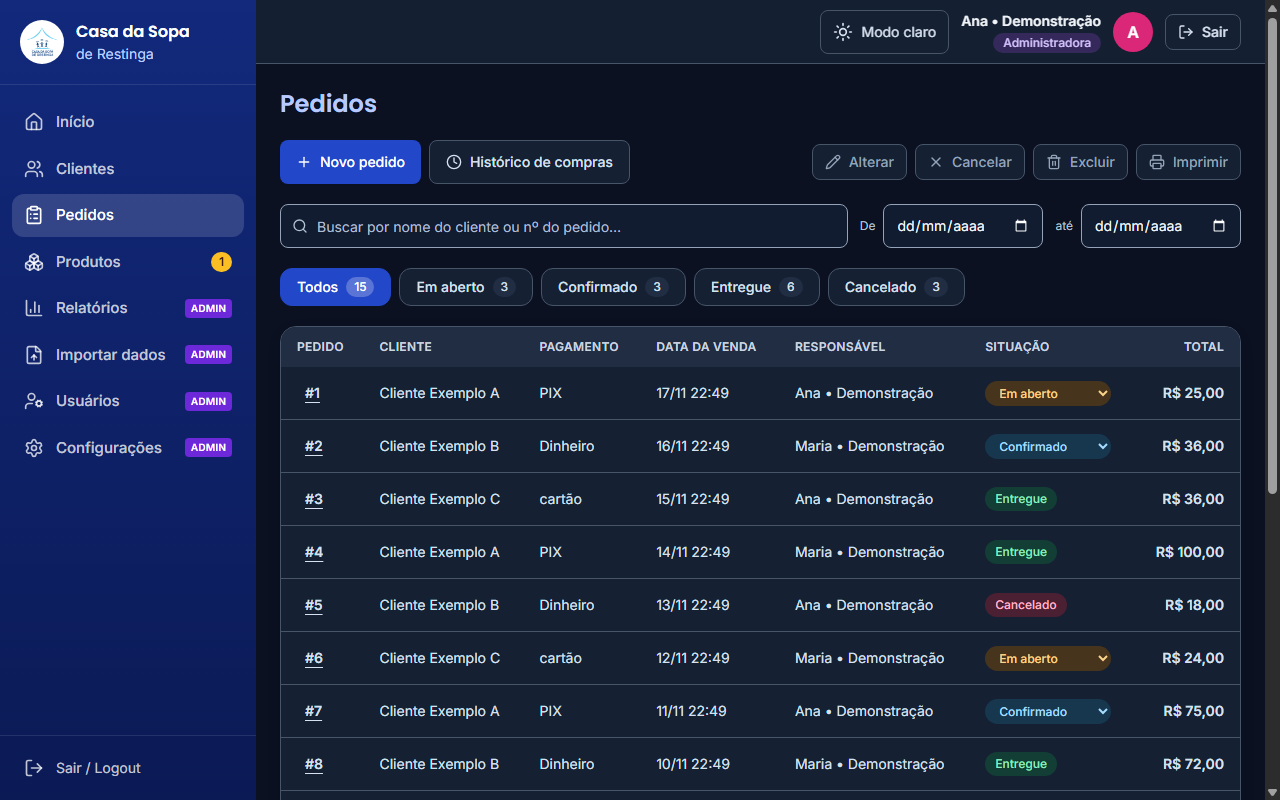 Casa da Sopa
de Restinga
Modo claro
Ana • Demonstração
Administradora
A
Sair
Início
Clientes
Pedidos
Produtos 1
Relatórios ADMIN
Importar dados ADMIN
Usuários ADMIN
Configurações ADMIN
Sair / Logout
Pedidos
Novo pedido
Histórico de compras
Alterar
Cancelar
Excluir
Imprimir
Buscar por nome do cliente ou nº do pedido...
De dd/mm/aaaa até dd/mm/aaaa
Todos 15
Em aberto 3
Confirmado 3
Entregue 6
Cancelado 3
PEDIDO CLIENTE PAGAMENTO DATA DA VENDA RESPONSÁVEL SITUAÇÃO TOTAL
#1 Cliente Exemplo A PIX 17/11 22:49 Ana • Demonstração Em aberto R$ 25,00
#2 Cliente Exemplo B Dinheiro 16/11 22:49 Maria • Demonstração Confirmado R$ 36,00
#3 Cliente Exemplo C cartão 15/11 22:49 Ana • Demonstração Entregue R$ 36,00
#4 Cliente Exemplo A PIX 14/11 22:49 Maria • Demonstração Entregue R$ 100,00
#5 Cliente Exemplo B Dinheiro 13/11 22:49 Ana • Demonstração Cancelado R$ 18,00
#6 Cliente Exemplo C cartão 12/11 22:49 Maria • Demonstração Em aberto R$ 24,00
#7 Cliente Exemplo A PIX 11/11 22:49 Ana • Demonstração Confirmado R$ 75,00
#8 Cliente Exemplo B Dinheiro 10/11 22:49 Maria • Demonstração Entregue R$ 72,00